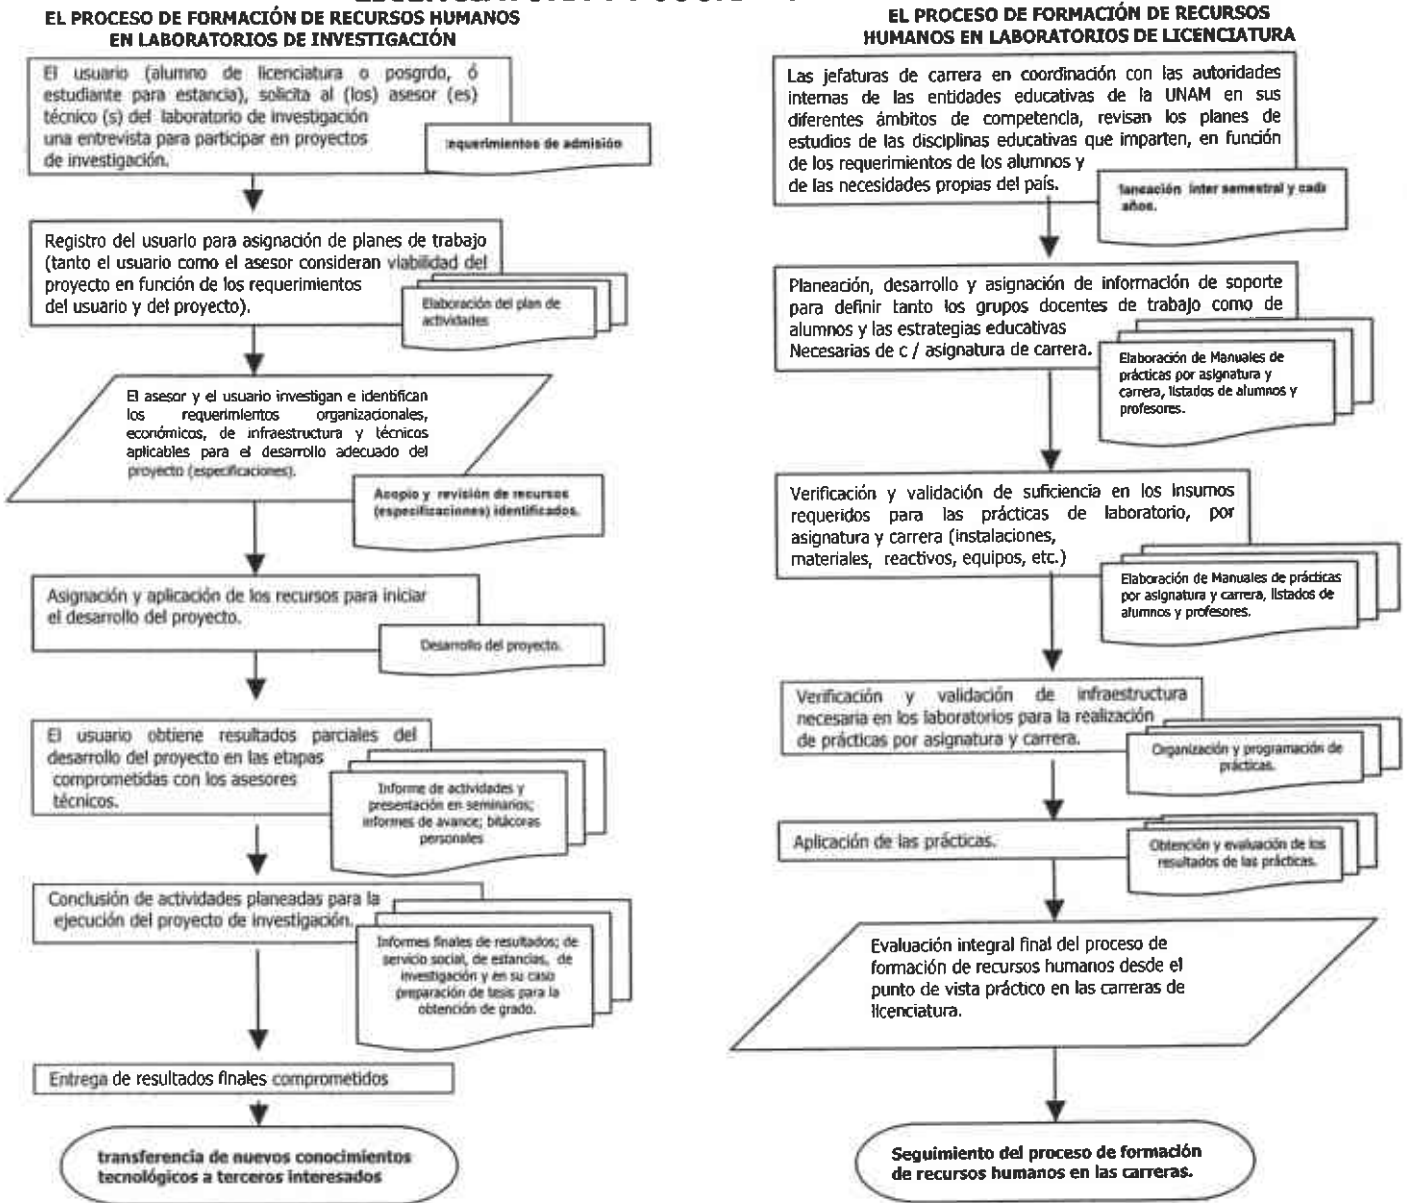 EL PROCESO DE FORMACIÓN DE RECURSOS HUMANOS
EN LABORATORIOS DE INVESTIGACIÓN
El usuario (alumno de licenciatura o posgrdo, ó
estudiante para estancia), solicita al (los) asesor (es)
técnico (s) del laboratorio de investigación
una entrevista para participar en proyectos
de investigación.
equerimientos de admisión
Registro del usuario para asignación de planes de trabajo
(tanto el usuario como el asesor consideran viabilidad del
proyecto en función de los requerimientos
del usuario y del proyecto).
Elaboración del plan de
actividades
El asesor y el usuario investigan e identifican
los requerimientos organizacionales,
económicos, de infraestructura y técnicos
aplicables para el desarrollo adecuado del
proyecto (especificaciones).
Acopio y revisión de recursos
(especifizaciones) identificados.
Asignación y aplicación de los recursos para iniciar
el desarrollo del proyecto.
Desarrollo del proyecto.
El usuario obtiene resultados parciales del
desarrollo del proyecto en las etapas
comprometidas con los asesores
técnicos.
Informe de actividades y
presentación en seminarios;
informes de avance; bitácoras
personales
Conclusión de actividades planeadas para la
ejecución del proyecto de investigación.
Informes finales de resultados; de
servicio social, de estancias, de
investigación y en su caso
preparación de tesis para la
obtención de grado.
Entrega de resultados finales comprometidos
transferencia de nuevos conocimientos
tecnológicos a terceros interesados
EL PROCESO DE FORMACIÓN DE RECURSOS
HUMANOS EN LABORATORIOS DE LICENCIATURA
Las jefaturas de carrera en coordinación con las autoridades
internas de las entidades educativas de la UNAM en sus
diferentes ámbitos de competencia, revisan los planes de
estudios de las disciplinas educativas que imparten, en función
de los requerimientos de los alumnos y
de las necesidades propias del país.
laneación inter semestral y cada
años.
Planeación, desarrollo y asignación de información de soporte
para definir tanto los grupos docentes de trabajo como de
alumnos y las estrategias educativas
Necesarias de c / asignatura de carrera.
Elaboración de Manuales de
prácticas por asignatura y
carrera, listados de alumnos y
profesores.
Verificación y validación de suficiencia en los insumos
requeridos para las prácticas de laboratorio, por
asignatura y carrera (instalaciones,
materiales, reactivos, equipos, etc.)
Elaboración de Manuales de prácticas
por asignatura y carrera, listados de
alumnos y profesores.
Verificación y validación de infraestructura
necesaria en los laboratorios para la realización
de prácticas por asignatura y carrera.
Organización y programación de
prácticas.
Aplicación de las prácticas.
Obtención y evaluación de los
resultados de las prácticas.
Evaluación integral final del proceso de
formación de recursos humanos desde el
punto de vista práctico en las carreras de
licenciatura.
Seguimiento del proceso de formación
de recursos humanos en las carreras.